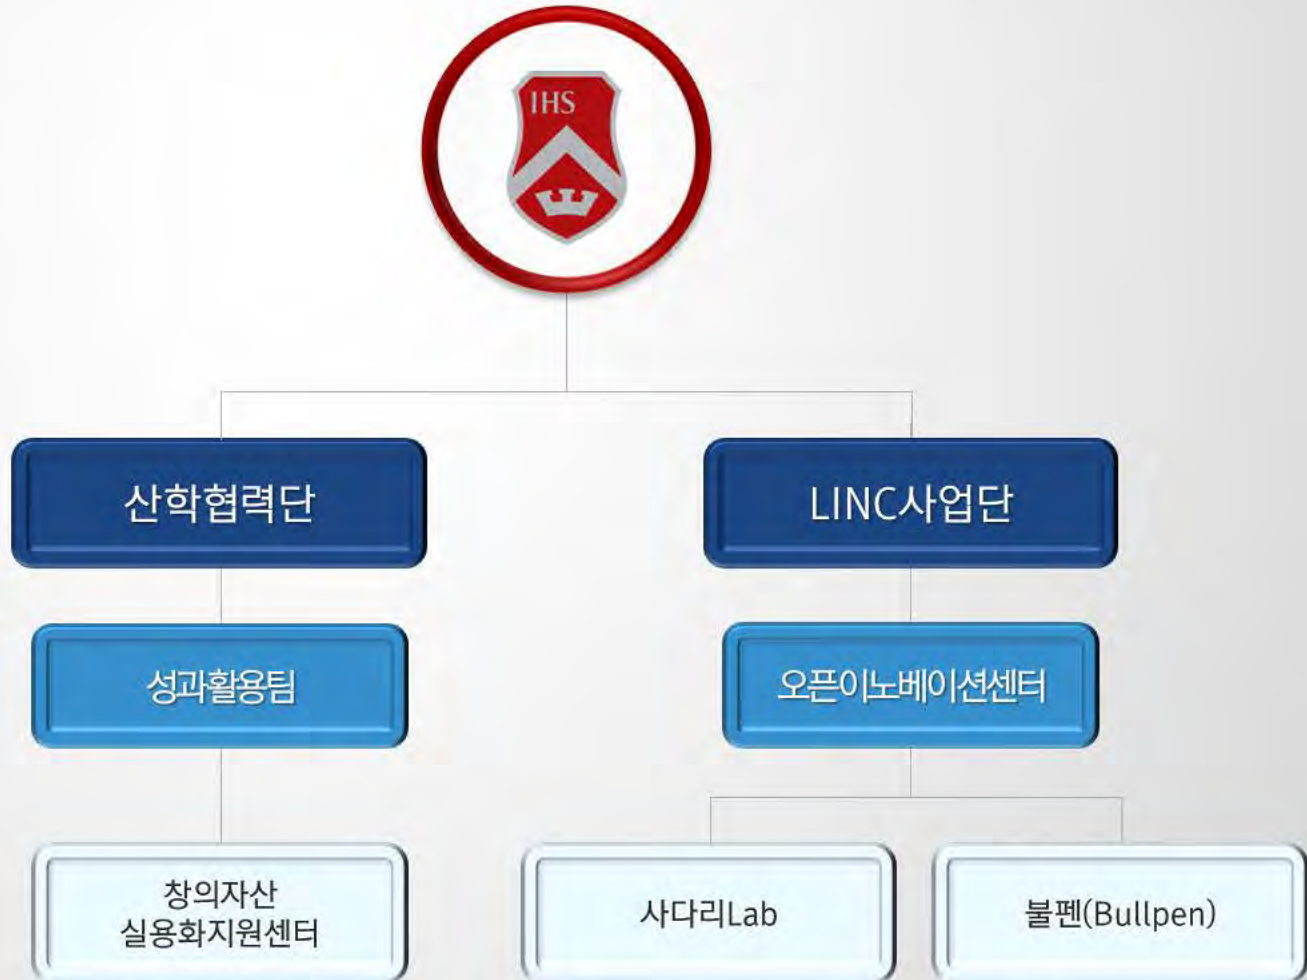 IHS
산학협력단
LINC사업단
성과활용팀
오픈이노베이션센터
창의자산
실용화지원센터
사다리Lab
불펜(Bullpen)